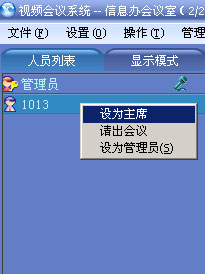 视频会议系统 -- 信息办会议室 ( 2/2
文件(F) 设置(U) 操作(T) 管理
人员列表 显示模式
管理员
1013
设为主席
请出会议
设为管理员(S)